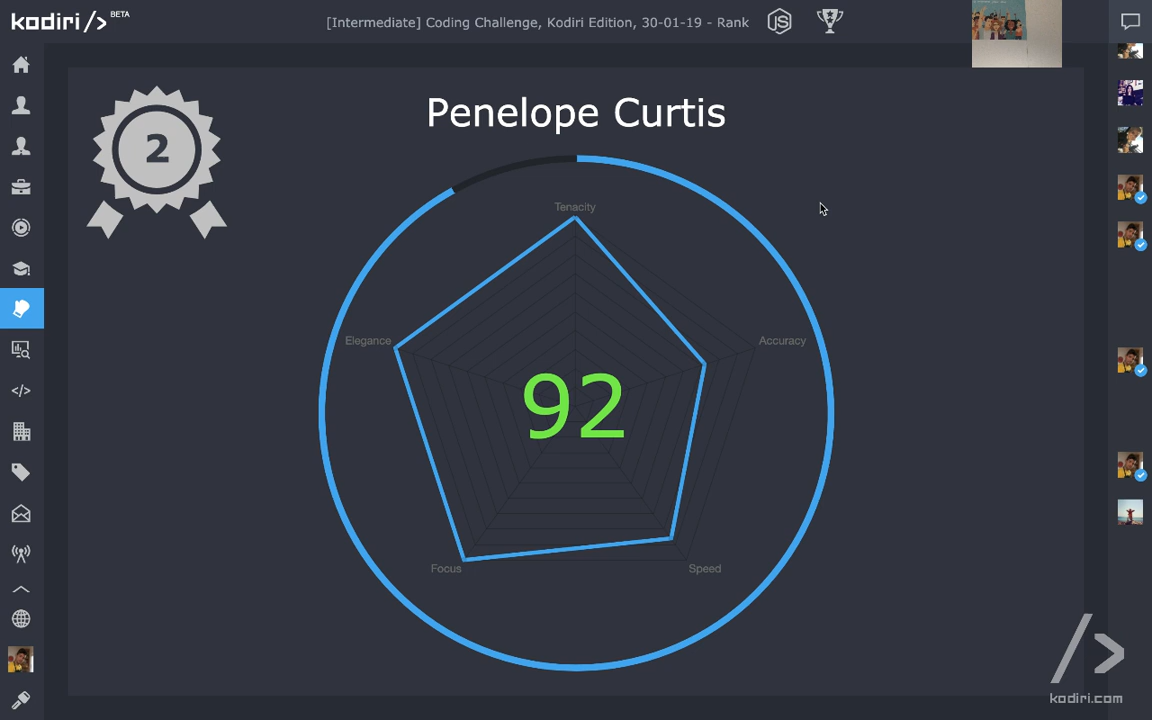 kodiri/> BETA
[Intermediate] Coding Challenge, Kodiri Edition, 30-01-19 - Rank
JS
2
Penelope Curtis
Tenacity
Elegance
Accuracy
92
Focus
Speed
</>
/>
kodiri.com